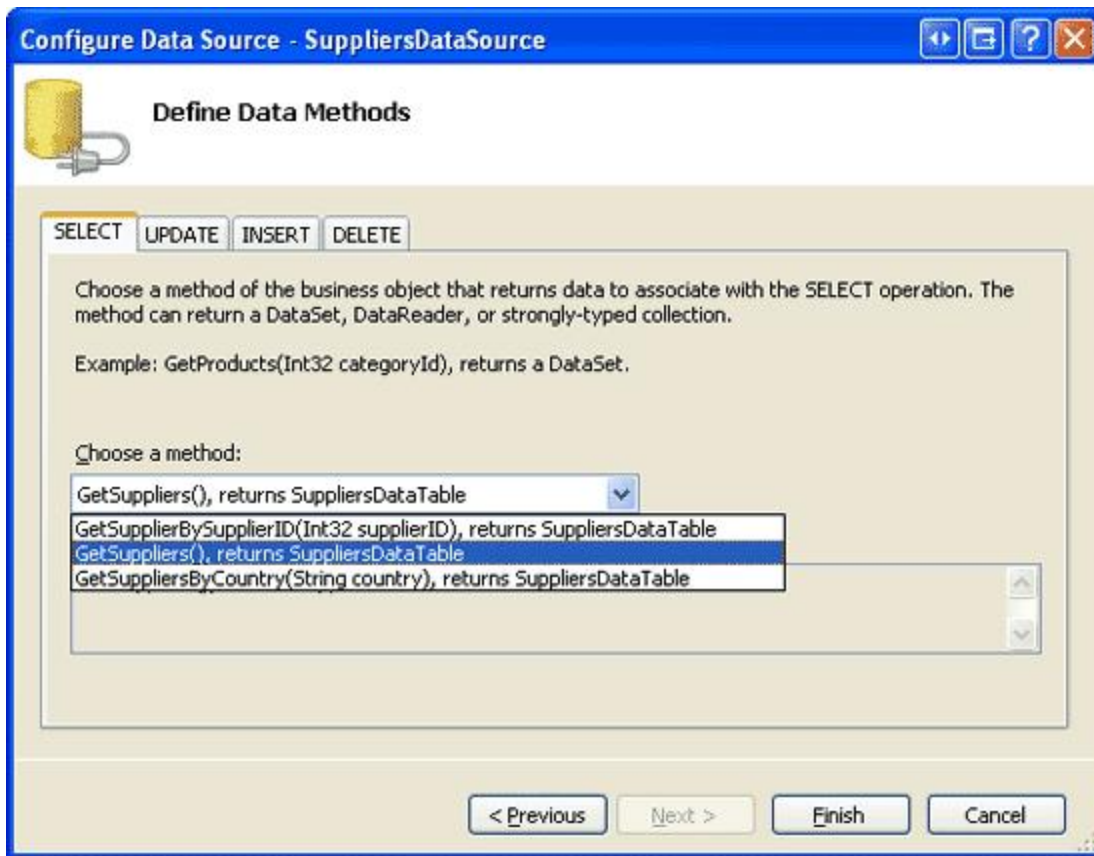 Configure Data Source - SuppliersDataSource
Define Data Methods
SELECT UPDATE INSERT DELETE
Choose a method of the business object that returns data to associate with the SELECT operation. The
method can return a DataSet, DataReader, or strongly-typed collection.
Example: GetProducts(Int32 categoryId), returns a DataSet.
Choose a method:
GetSuppliers(), returns SuppliersDataTable
GetSupplierBySupplierID(Int32 supplierID), returns SuppliersDataTable
GetSuppliers(), returns SuppliersDataTable
GetSuppliersByCountry(String country), returns SuppliersDataTable
< Previous Next > Finish Cancel